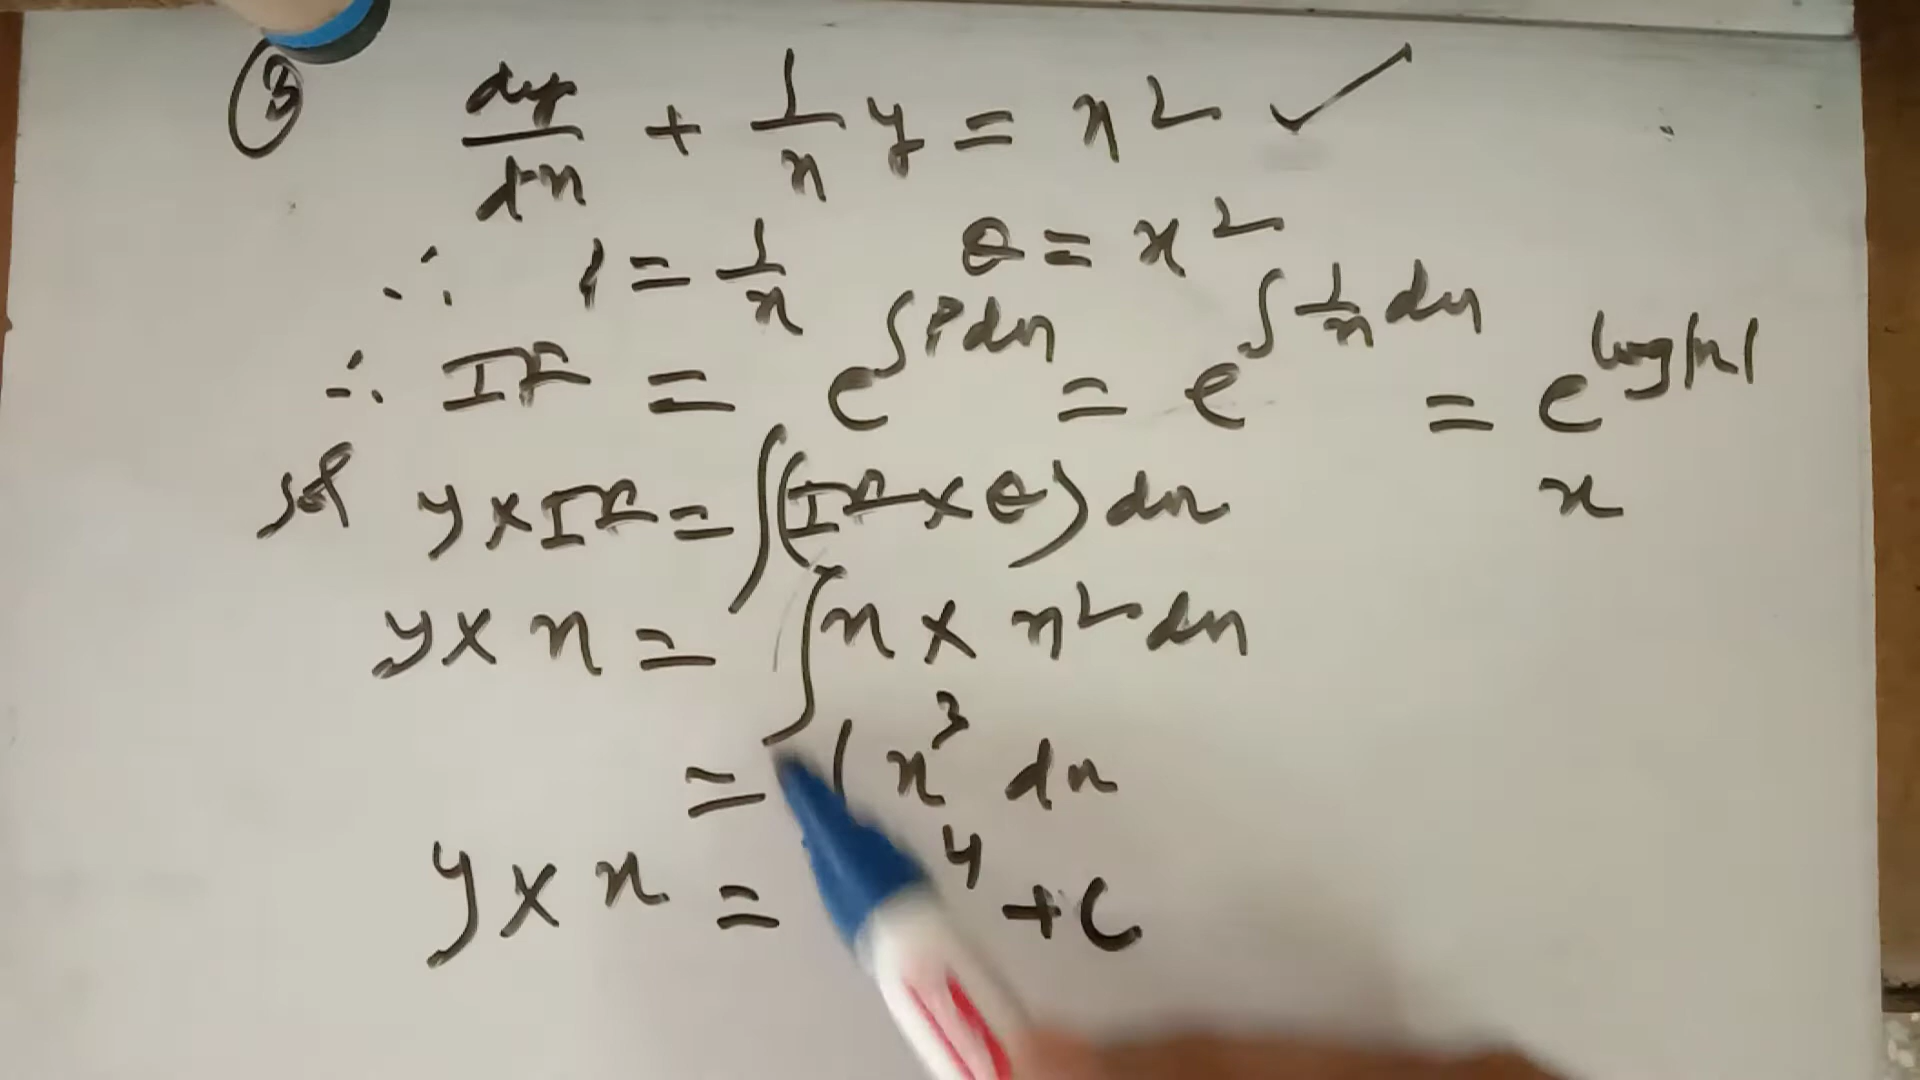 ③ dy/dx + 1/x y = x² ✓
∴ P = 1/x Q = x²
∴ IF = e^∫Pdx = e^∫1/x dx = e^log|x|
x
sol y×IF = ∫(IF×Q) dx
y×x = ∫x × x² dx
= ∫x³ dx
y×x = ⁴ + C